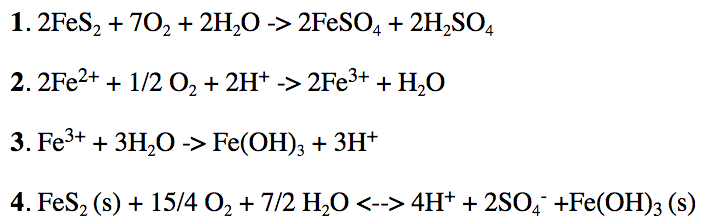 1. 2FeS₂ + 7O₂ + 2H₂O -> 2FeSO₄ + 2H₂SO₄
2. 2Fe²⁺ + 1/2 O₂ + 2H⁺ -> 2Fe³⁺ + H₂O
3. Fe³⁺ + 3H₂O -> Fe(OH)₃ + 3H⁺
4. FeS₂ (s) + 15/4 O₂ + 7/2 H₂O <--> 4H⁺ + 2SO₄⁻ +Fe(OH)₃ (s)